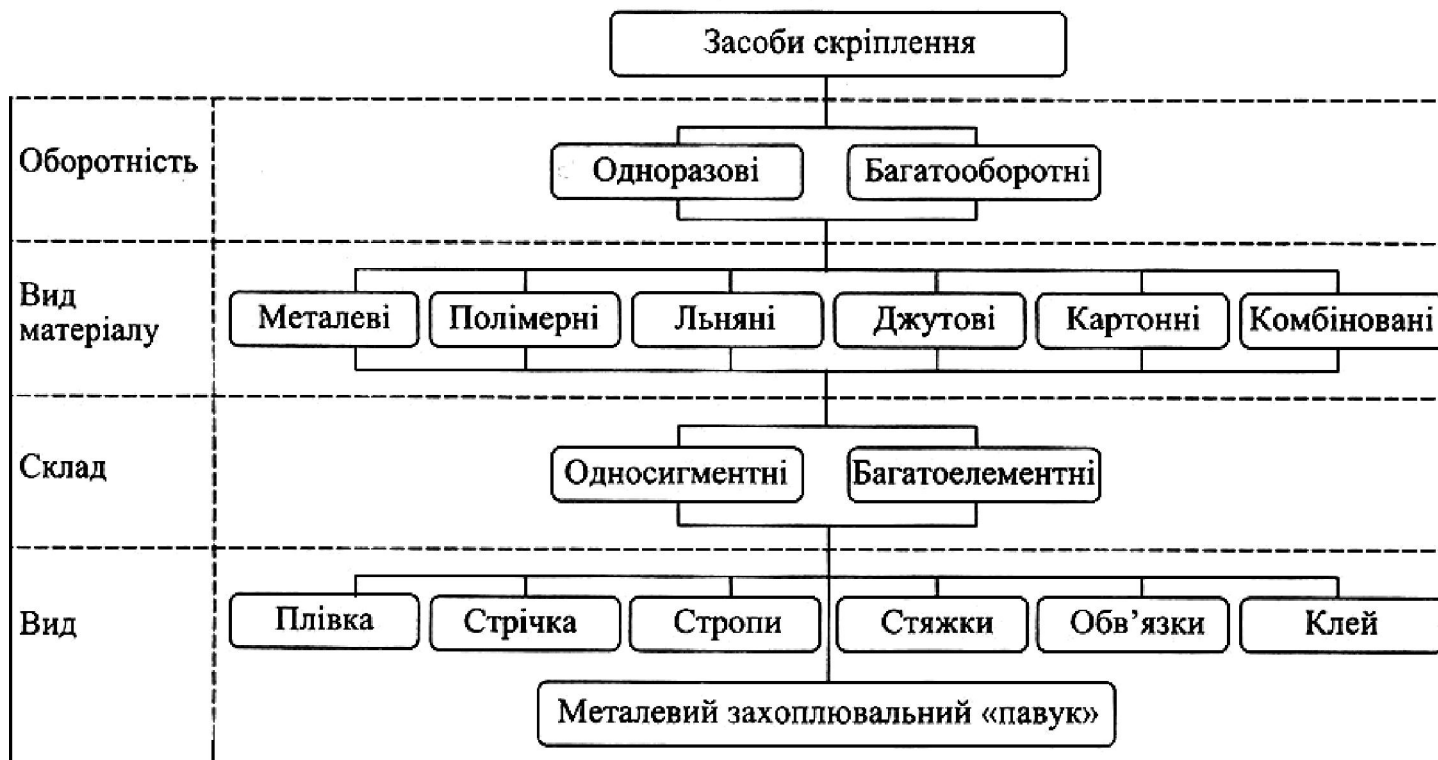 Засоби скріплення
Оборотність
Одноразові
Багатооборотні
Вид
матеріалу
Металеві
Полімерні
Льняні
Джутові
Картонні
Комбіновані
Склад
Односигментні
Багатоелементні
Вид
Плівка
Стрічка
Стропи
Стяжки
Обв’язки
Клей
Металевий захоплювальний «павук»